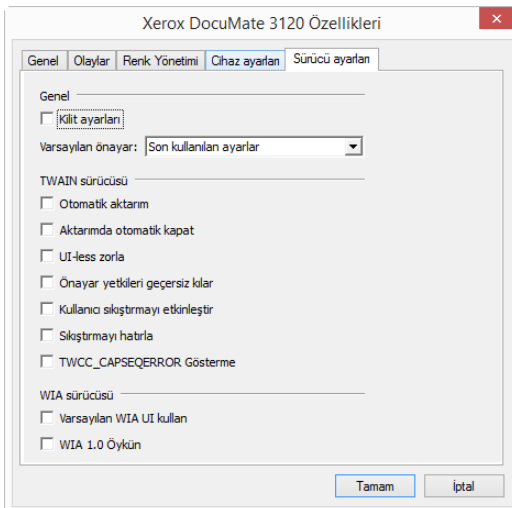 Xerox DocuMate 3120 Özellikleri
Genel Olaylar Renk Yönetimi Cihaz ayarları Sürücü ayarları
Genel
Kilit ayarları
Varsayılan önayar: Son kullanılan ayarlar
TWAIN sürücüsü
Otomatik aktarım
Aktarımda otomatik kapat
UI-less zorla
Önayar yetkileri geçersiz kılar
Kullanıcı sıkıştırmayı etkinleştir
Sıkıştırmayı hatırla
TWCC_CAPSEQERROR Gösterme
WIA sürücüsü
Varsayılan WIA UI kullan
WIA 1.0 Öykün
Tamam İptal